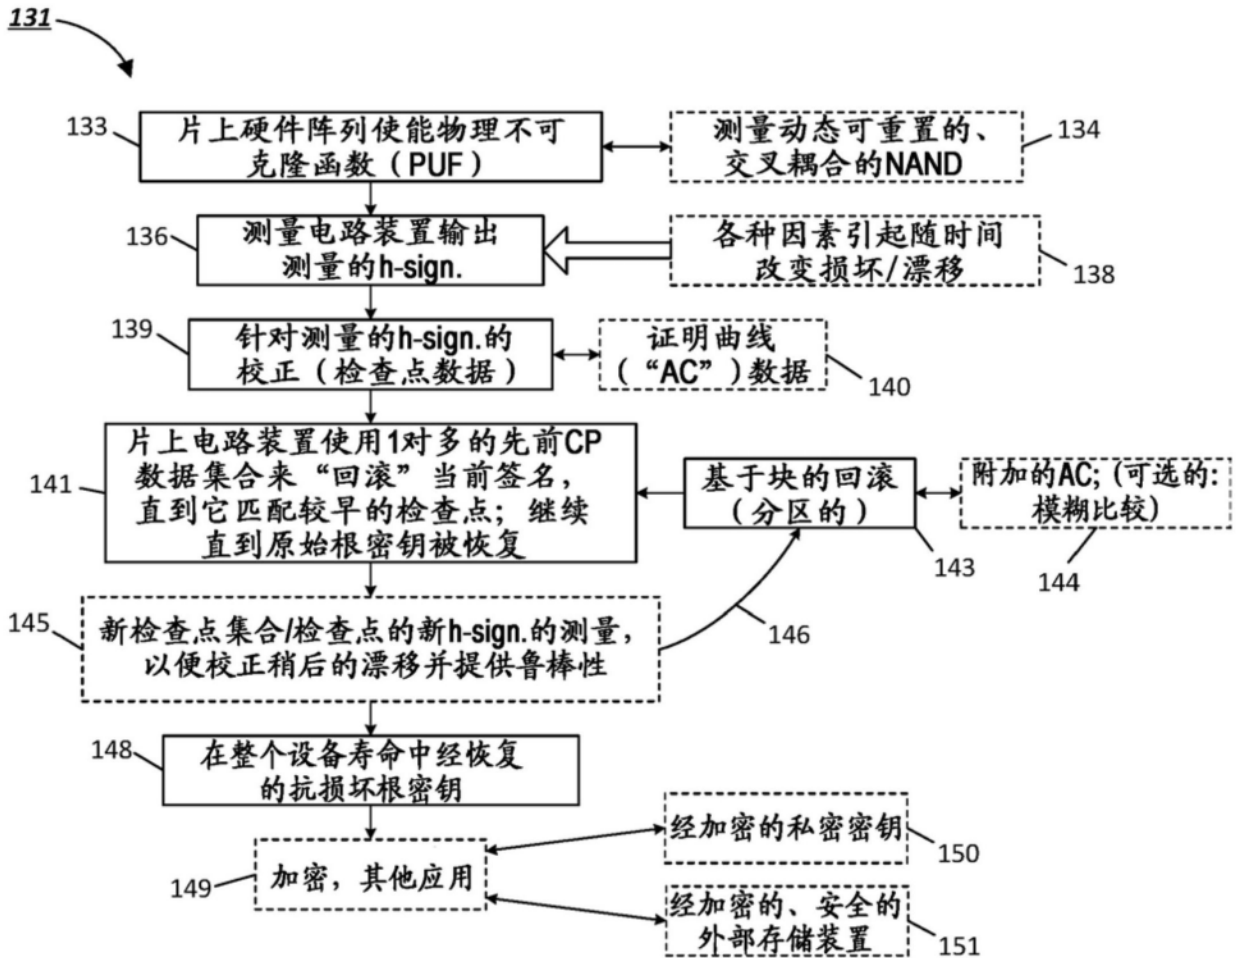 131
133
片上硬件阵列使能物理不可
克隆函数（PUF）
测量动态可重置的、
交叉耦合的NAND
134
136
测量电路装置输出
测量的h-sign.
各种因素引起随时间
改变损坏/漂移
138
139
针对测量的h-sign.的
校正（检查点数据）
证明曲线
（“AC”）数据
140
141
片上电路装置使用1对多的先前CP
数据集合来“回滚”当前签名，
直到它匹配较早的检查点；继续
直到原始根密钥被恢复
基于块的回滚
（分区的）
143
附加的AC；（可选的：
模糊比较）
144
145
新检查点集合/检查点的新h-sign.的测量，
以便校正稍后的漂移并提供鲁棒性
146
148
在整个设备寿命中经恢复
的抗损坏根密钥
149
加密，其他应用
经加密的私密密钥
150
经加密的、安全的
外部存储装置
151